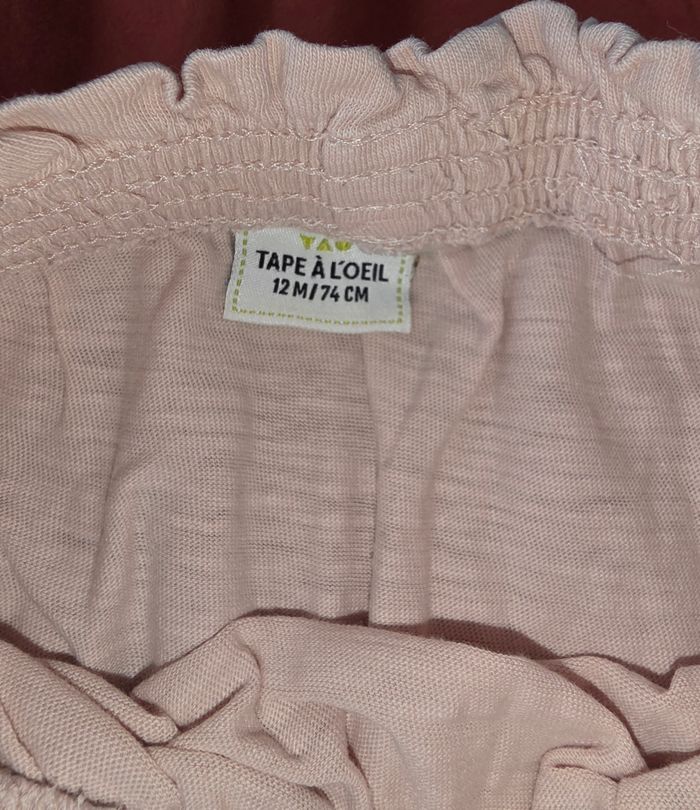 TAPE À L'OEIL
12 M/74 CM